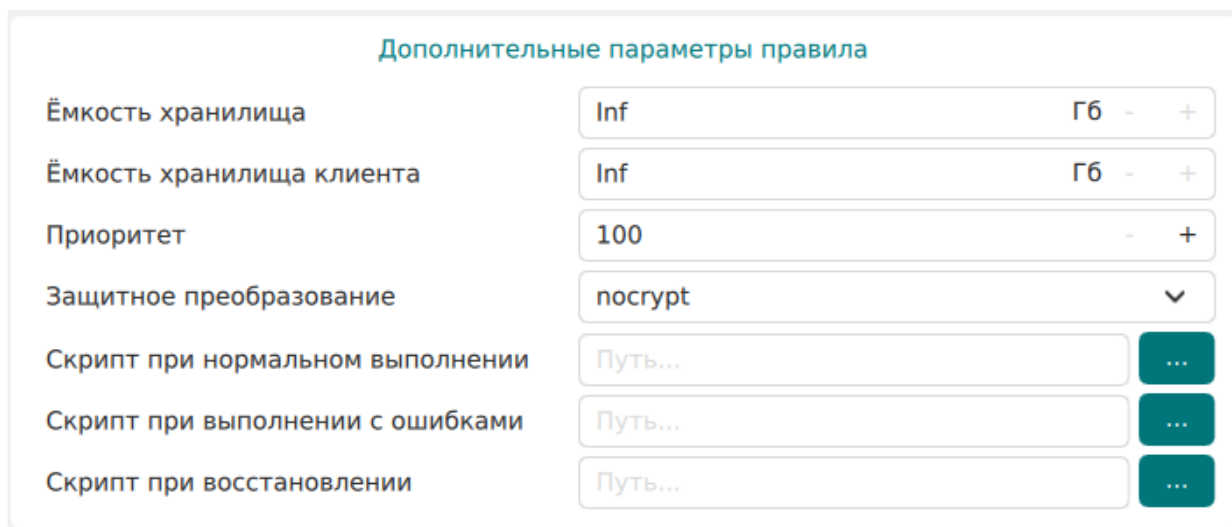 Дополнительные параметры правила
Ёмкость хранилища Inf Гб - +
Ёмкость хранилища клиента Inf Гб - +
Приоритет 100 - +
Защитное преобразование nocrypt
Скрипт при нормальном выполнении Путь... ...
Скрипт при выполнении с ошибками Путь... ...
Скрипт при восстановлении Путь... ...